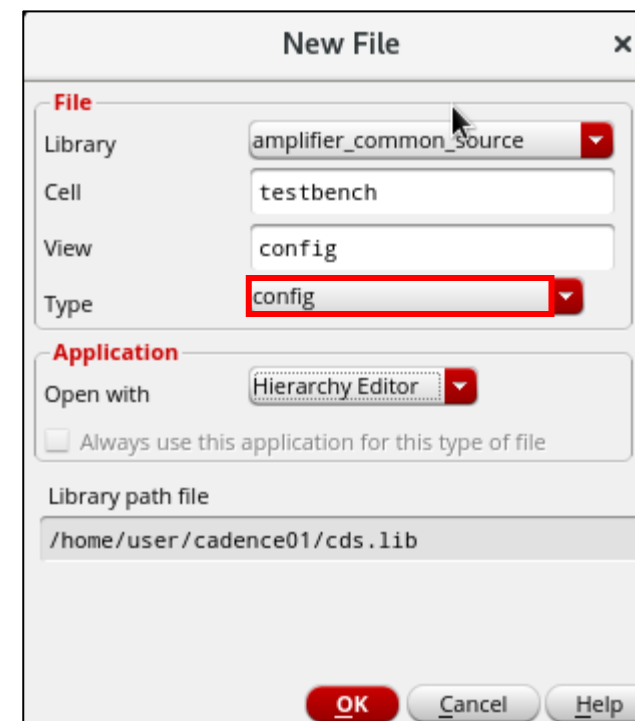 New File
File
Library amplifier_common_source
Cell testbench
View config
Type config
Application
Open with Hierarchy Editor
Always use this application for this type of file
Library path file
/home/user/cadence01/cds.lib
OK Cancel Help